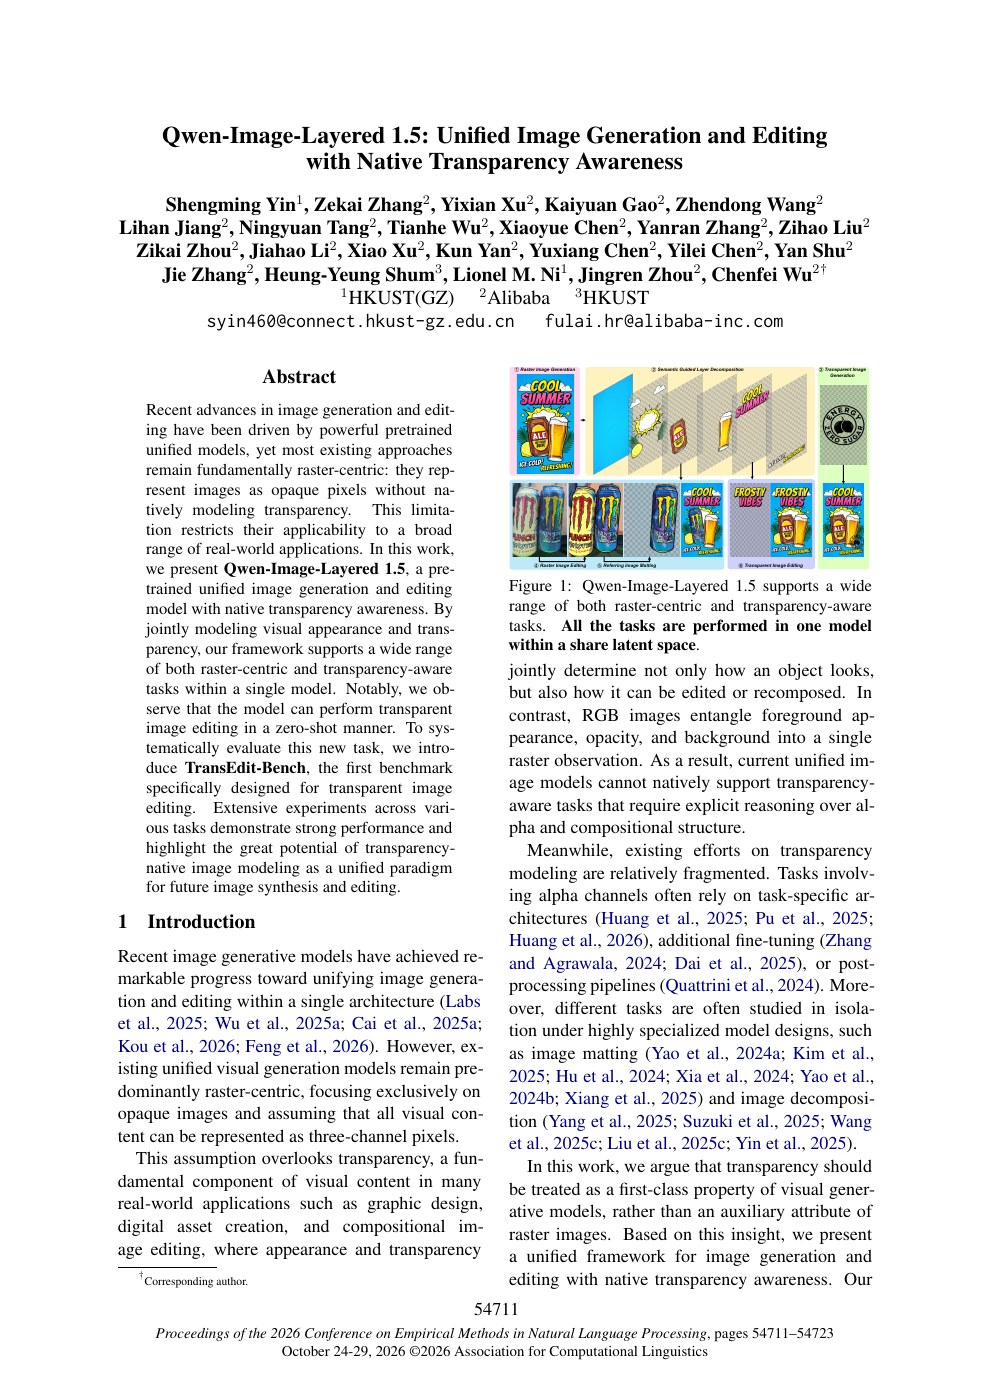 Qwen-Image-Layered 1.5: Unified Image Generation and Editing
with Native Transparency Awareness
Shengming Yin1, Zekai Zhang2, Yixian Xu2, Kaiyuan Gao2, Zhendong Wang2
Lihan Jiang2, Ningyuan Tang2, Tianhe Wu2, Xiaoyue Chen2, Yanran Zhang2, Zihao Liu2
Zikai Zhou2, Jiahao Li2, Xiao Xu2, Kun Yan2, Yuxiang Chen2, Yilei Chen2, Yan Shu2
Jie Zhang2, Heung-Yeung Shum3, Lionel M. Ni1, Jingren Zhou2, Chenfei Wu2†
1HKUST(GZ) 2Alibaba 3HKUST
syin460@connect.hkust-gz.edu.cn fulai.hr@alibaba-inc.com
Abstract
Recent advances in image generation and edit-
ing have been driven by powerful pretrained
unified models, yet most existing approaches
remain fundamentally raster-centric: they rep-
resent images as opaque pixels without na-
tively modeling transparency. This limita-
tion restricts their applicability to a broad
range of real-world applications. In this work,
we present Qwen-Image-Layered 1.5, a pre-
trained unified image generation and editing
model with native transparency awareness. By
jointly modeling visual appearance and trans-
parency, our framework supports a wide range
of both raster-centric and transparency-aware
tasks within a single model. Notably, we ob-
serve that the model can perform transparent
image editing in a zero-shot manner. To sys-
tematically evaluate this new task, we intro-
duce TransEdit-Bench, the first benchmark
specifically designed for transparent image
editing. Extensive experiments across vari-
ous tasks demonstrate strong performance and
highlight the great potential of transparency-
native image modeling as a unified paradigm
for future image synthesis and editing.
1 Introduction
Recent image generative models have achieved re-
markable progress toward unifying image genera-
tion and editing within a single architecture (Labs
et al., 2025; Wu et al., 2025a; Cai et al., 2025a;
Kou et al., 2026; Feng et al., 2026). However, ex-
isting unified visual generation models remain pre-
dominantly raster-centric, focusing exclusively on
opaque images and assuming that all visual con-
tent can be represented as three-channel pixels.
This assumption overlooks transparency, a fun-
damental component of visual content in many
real-world applications such as graphic design,
digital asset creation, and compositional im-
age editing, where appearance and transparency
†Corresponding author.
① Raster Image Generation
② Semantic Guided Layer Decomposition
③ Transparent Image
Generation
COOL
SUMMER
ALE
ICE COLD!
REFRESHING!
COOL
SUMMER
ENERGY
ZERO SUGAR
COOL
SUMMER
FROSTY
VIBES
FROSTY
VIBES
COOL
SUMMER
④ Raster Image Editing
⑤ Referring Image Matting
⑥ Transparent Image Editing
Figure 1: Qwen-Image-Layered 1.5 supports a wide
range of both raster-centric and transparency-aware
tasks. All the tasks are performed in one model
within a share latent space.
jointly determine not only how an object looks,
but also how it can be edited or recomposed. In
contrast, RGB images entangle foreground ap-
pearance, opacity, and background into a single
raster observation. As a result, current unified im-
age models cannot natively support transparency-
aware tasks that require explicit reasoning over al-
pha and compositional structure.
Meanwhile, existing efforts on transparency
modeling are relatively fragmented. Tasks involv-
ing alpha channels often rely on task-specific ar-
chitectures (Huang et al., 2025; Pu et al., 2025;
Huang et al., 2026), additional fine-tuning (Zhang
and Agrawala, 2024; Dai et al., 2025), or post-
processing pipelines (Quattrini et al., 2024). More-
over, different tasks are often studied in isola-
tion under highly specialized model designs, such
as image matting (Yao et al., 2024a; Kim et al.,
2025; Hu et al., 2024; Xia et al., 2024; Yao et al.,
2024b; Xiang et al., 2025) and image decomposi-
tion (Yang et al., 2025; Suzuki et al., 2025; Wang
et al., 2025c; Liu et al., 2025c; Yin et al., 2025).
In this work, we argue that transparency should
be treated as a first-class property of visual gener-
ative models, rather than an auxiliary attribute of
raster images. Based on this insight, we present
a unified framework for image generation and
editing with native transparency awareness. Our
54711
Proceedings of the 2026 Conference on Empirical Methods in Natural Language Processing, pages 54711–54723
October 24-29, 2026 ©2026 Association for Computational Linguistics